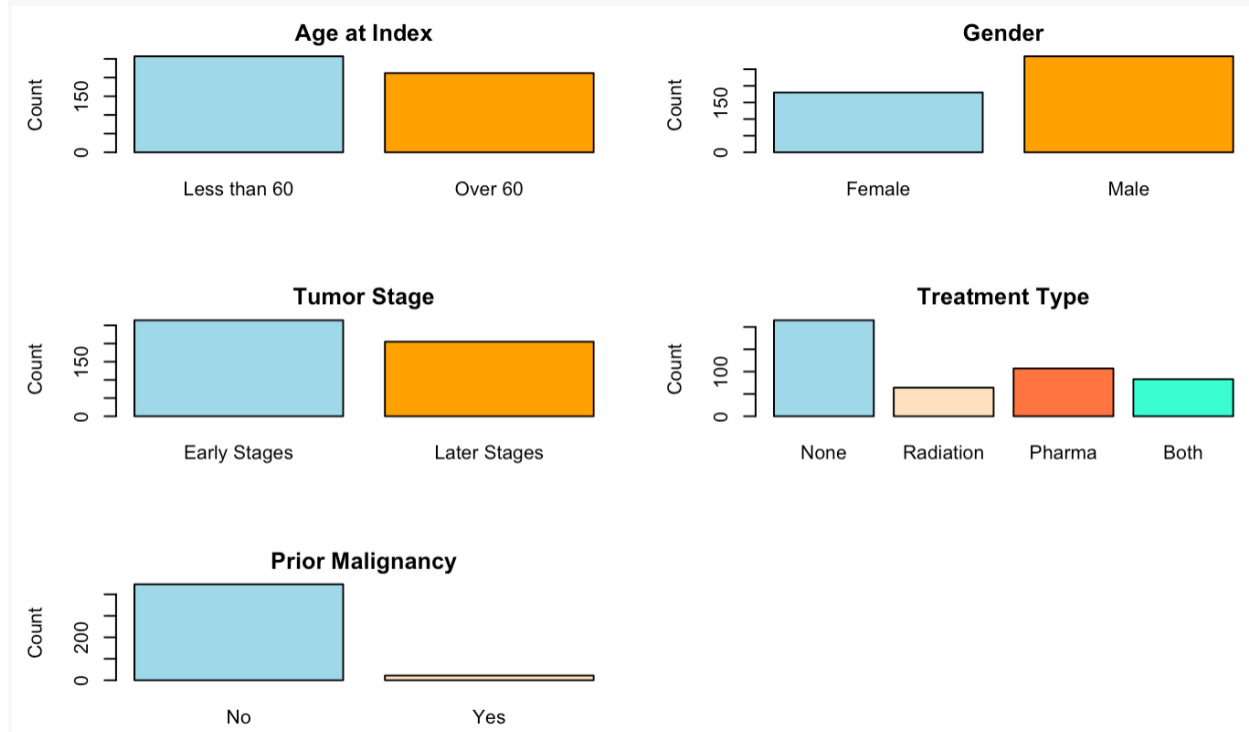 Age at Index
Count
150
0
Less than 60
Over 60
Gender
Count
150
0
Female
Male
Tumor Stage
Count
150
0
Early Stages
Later Stages
Treatment Type
Count
100
0
None
Radiation
Pharma
Both
Prior Malignancy
Count
200
0
No
Yes